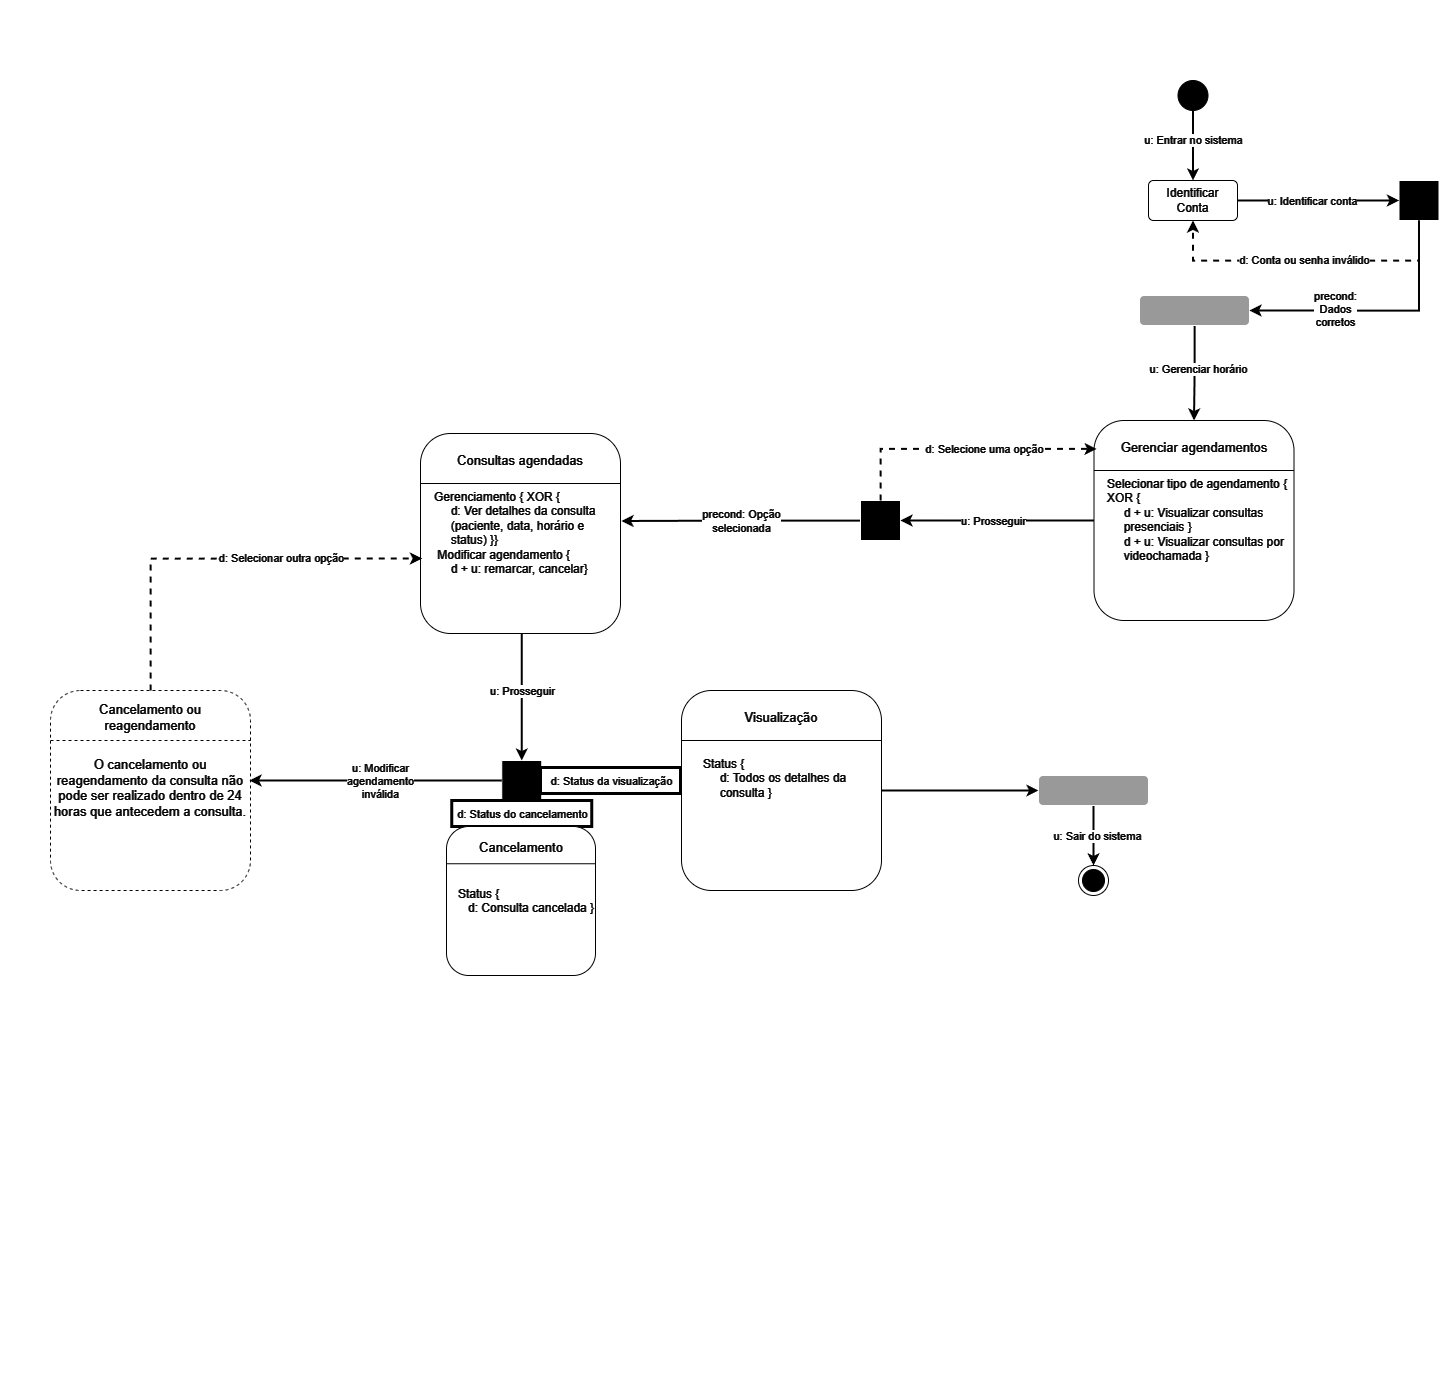 u: Entrar no sistema
Identificar
Conta
u: Identificar conta
d: Conta ou senha inválido
precond:
Dados
corretos
u: Gerenciar horário
Gerenciar agendamentos
Selecionar tipo de agendamento {
XOR {
d + u: Visualizar consultas
presenciais }
d + u: Visualizar consultas por
videochamada }
d: Selecione uma opção
u: Prosseguir
precond: Opção
selecionada
Consultas agendadas
Gerenciamento { XOR {
d: Ver detalhes da consulta
(paciente, data, horário e
status) }}
Modificar agendamento {
d + u: remarcar, cancelar}
d: Selecionar outra opção
u: Prosseguir
Cancelamento ou
reagendamento
O cancelamento ou
reagendamento da consulta não
pode ser realizado dentro de 24
horas que antecedem a consulta.
u: Modificar
agendamento
inválida
d: Status da visualização
d: Status do cancelamento
Cancelamento
Status {
d: Consulta cancelada }
Visualização
Status {
d: Todos os detalhes da
consulta }
u: Sair do sistema